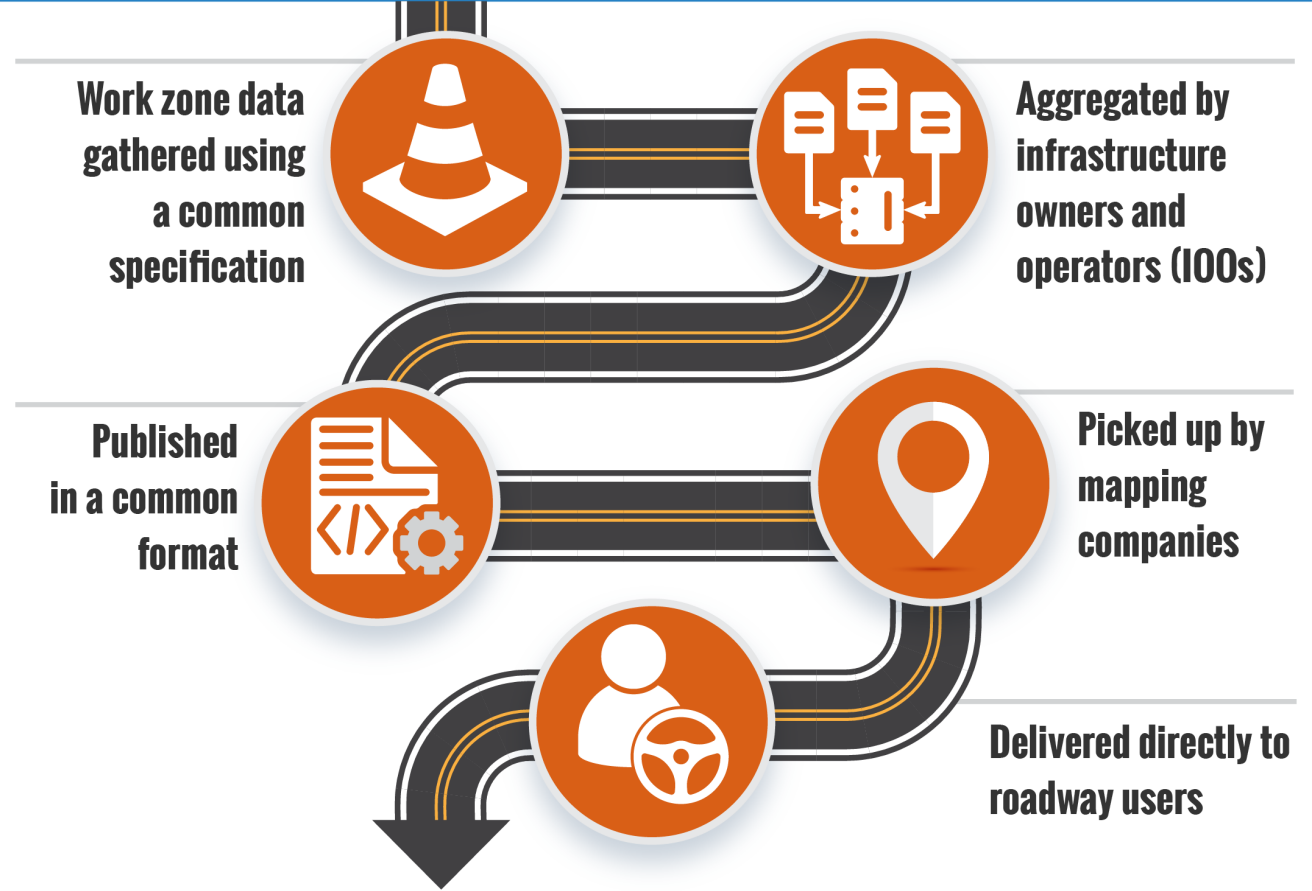 Work zone data
gathered using
a common
specification
Aggregated by
infrastructure
owners and
operators (IOOs)
Published
in a common
format
Picked up by
mapping
companies
Delivered directly to
roadway users